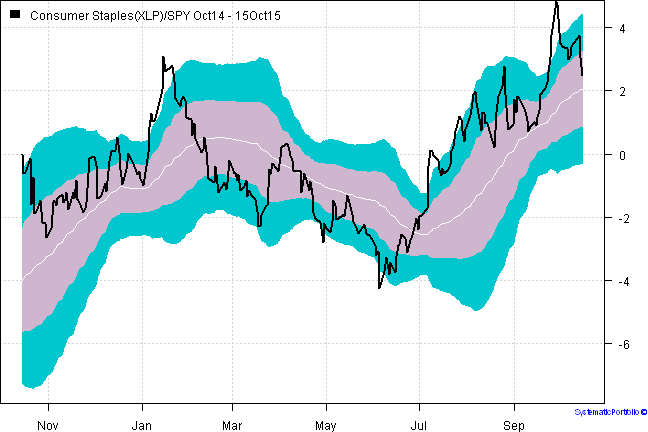 Consumer Staples(XLP)/SPY Oct14 - 15Oct15
4
2
0
-2
-4
-6
Nov Jan Mar May Jul Sep
SystematicPortfolio ©